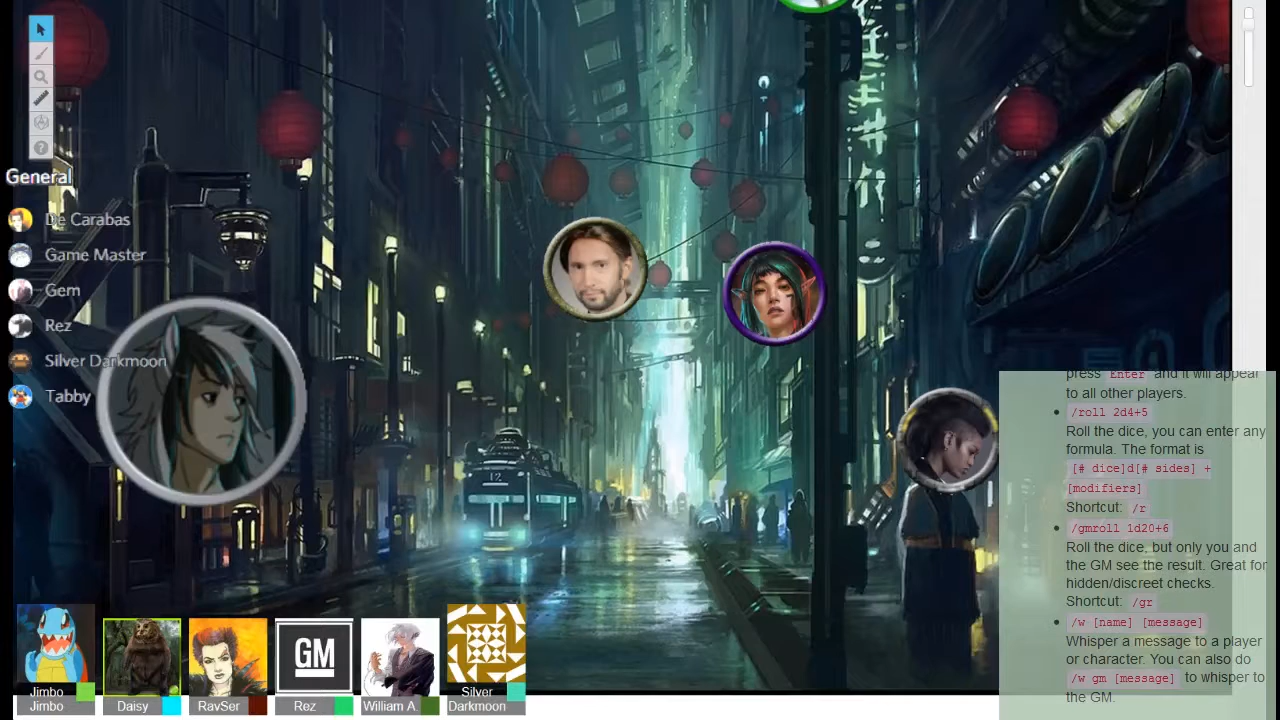 General
De Carabas
Game Master
Gem
Rez
Silver Darkmoon
Tabby
12
press Enter and it will appear
to all other players.
/roll 2d4+5
Roll the dice, you can enter any
formula. The format is
[# dice]d[# sides] +
[modifiers]
Shortcut: /r
/gmroll 1d20+6
Roll the dice, but only you and
the GM see the result. Great for
hidden/discreet checks.
Shortcut: /gr
/w [name] [message]
Whisper a message to a player
or character. You can also do
/w gm [message] to whisper to
the GM.
GM
Jimbo
Jimbo
Daisy
RavSer
Rez
William A.
Silver
Darkmoon